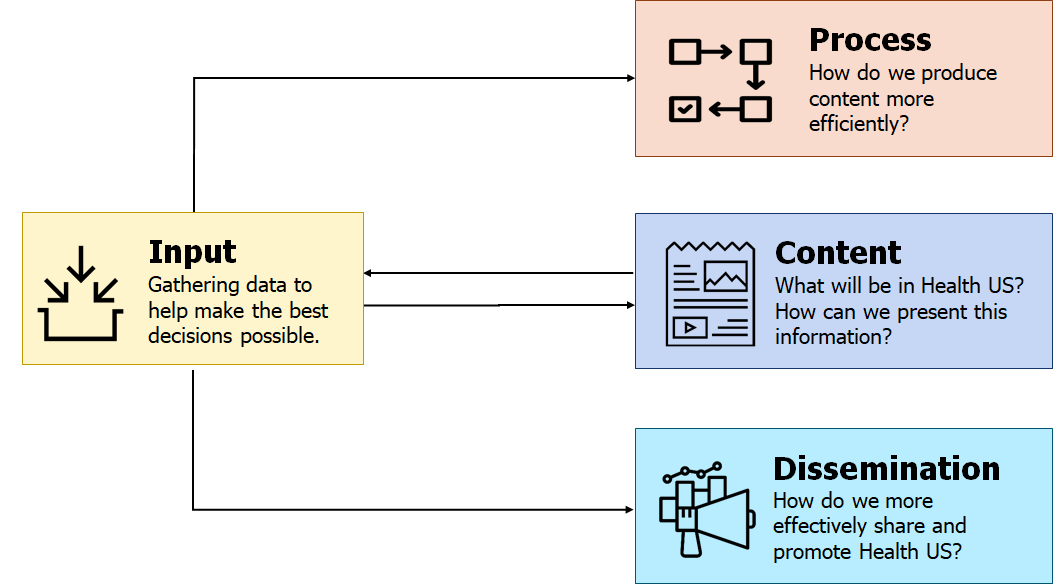 Process
How do we produce
content more
efficiently?
Input
Gathering data to
help make the best
decisions possible.
Content
What will be in Health US?
How can we present this
information?
Dissemination
How do we more
effectively share and
promote Health US?